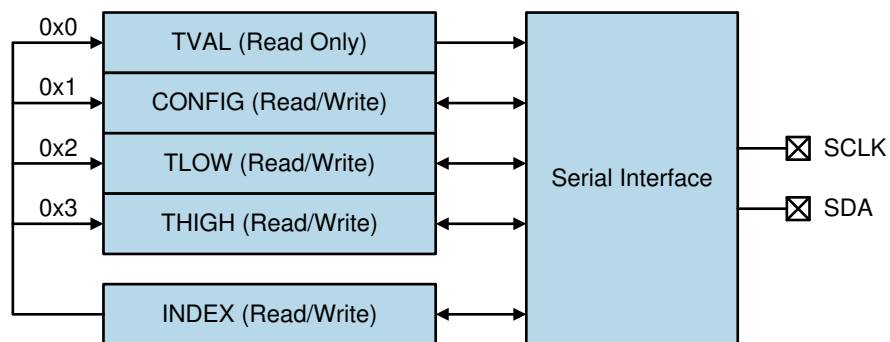 0x0
TVAL (Read Only)
0x1
CONFIG (Read/Write)
0x2
TLOW (Read/Write)
0x3
THIGH (Read/Write)
INDEX (Read/Write)
Serial Interface
SCLK
SDA